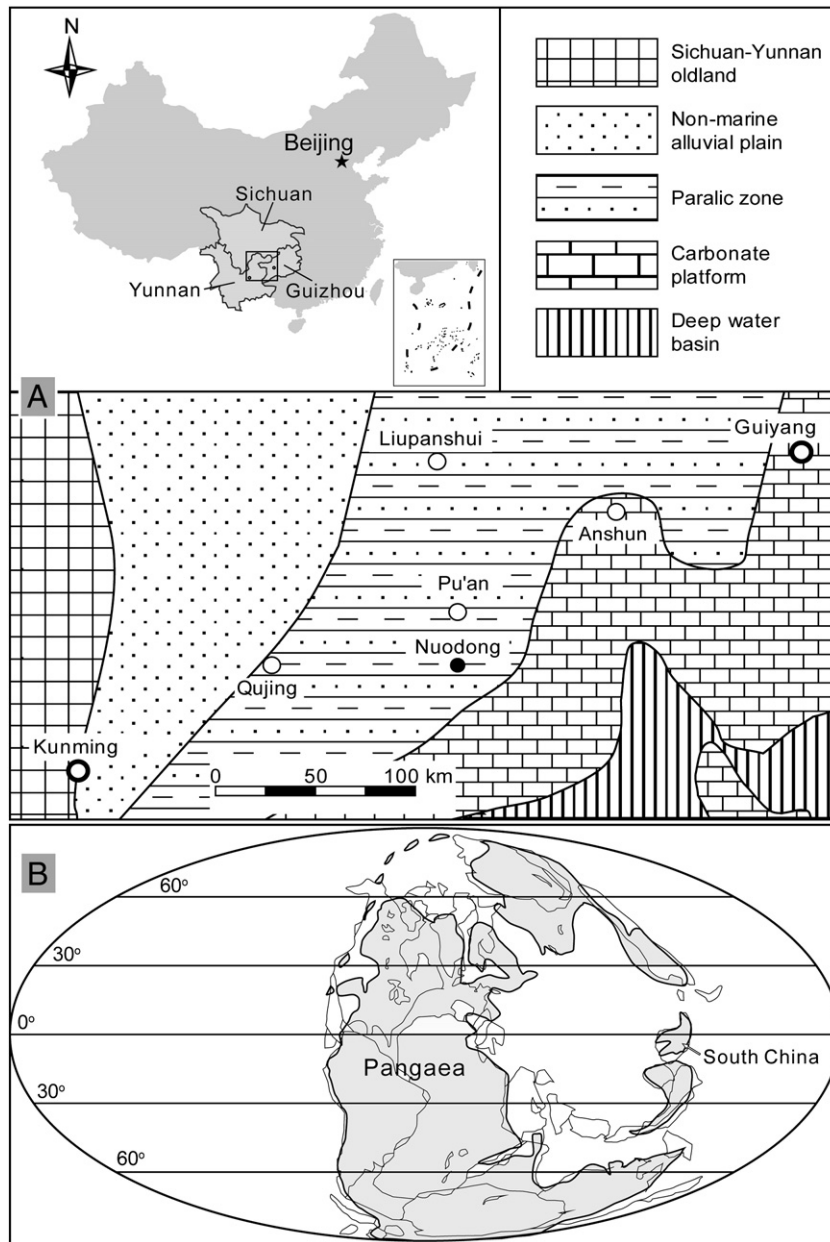 N
Beijing
Sichuan
Yunnan
Guizhou
Sichuan-Yunnan
oldland
Non-marine
alluvial plain
Paralic zone
Carbonate
platform
Deep water
basin
A
Liupanshui
Guiyang
Anshun
Pu'an
Nuodong
Qujing
Kunming
0 50 100 km
B
60°
30°
0°
South China
Pangaea
30°
60°